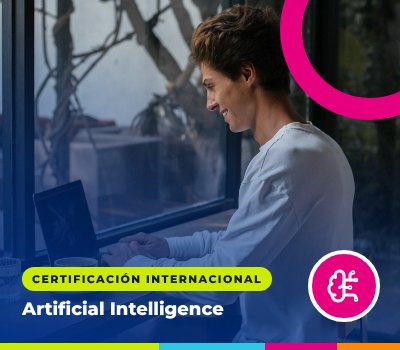 CERTIFICACIÓN INTERNACIONAL
Artificial Intelligence